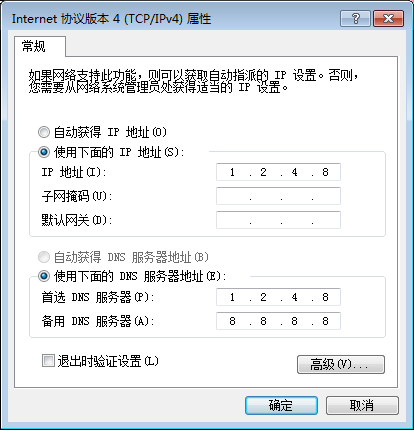 Internet 协议版本 4 (TCP/IPv4) 属性
常规
如果网络支持此功能，则可以获取自动指派的 IP 设置。否则，
您需要从网络系统管理员处获得适当的 IP 设置。
自动获得 IP 地址(O)
使用下面的 IP 地址(S):
IP 地址(I): 1 . 2 . 4 . 8
子网掩码(U): . . .
默认网关(D): . . .
自动获得 DNS 服务器地址(B)
使用下面的 DNS 服务器地址(E):
首选 DNS 服务器(P): 1 . 2 . 4 . 8
备用 DNS 服务器(A): 8 . 8 . 8 . 8
退出时验证设置(L)
高级(V)...
确定 取消